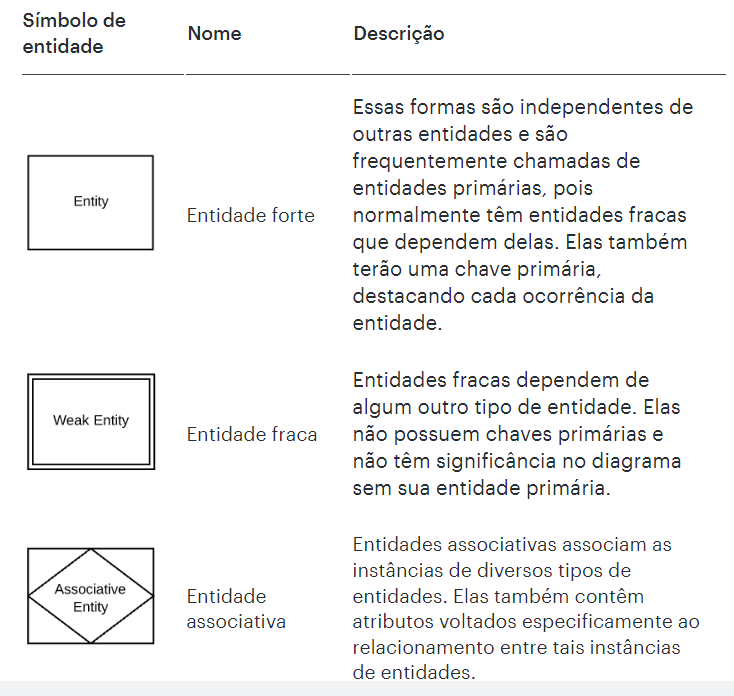 Símbolo de
entidade
Nome
Descrição
Entity
Entidade forte
Essas formas são independentes de
outras entidades e são
frequentemente chamadas de
entidades primárias, pois
normalmente têm entidades fracas
que dependem delas. Elas também
terão uma chave primária,
destacando cada ocorrência da
entidade.
Weak Entity
Entidade fraca
Entidades fracas dependem de
algum outro tipo de entidade. Elas
não possuem chaves primárias e
não têm significância no diagrama
sem sua entidade primária.
Associative
Entity
Entidade
associativa
Entidades associativas associam as
instâncias de diversos tipos de
entidades. Elas também contêm
atributos voltados especificamente ao
relacionamento entre tais instâncias
de entidades.